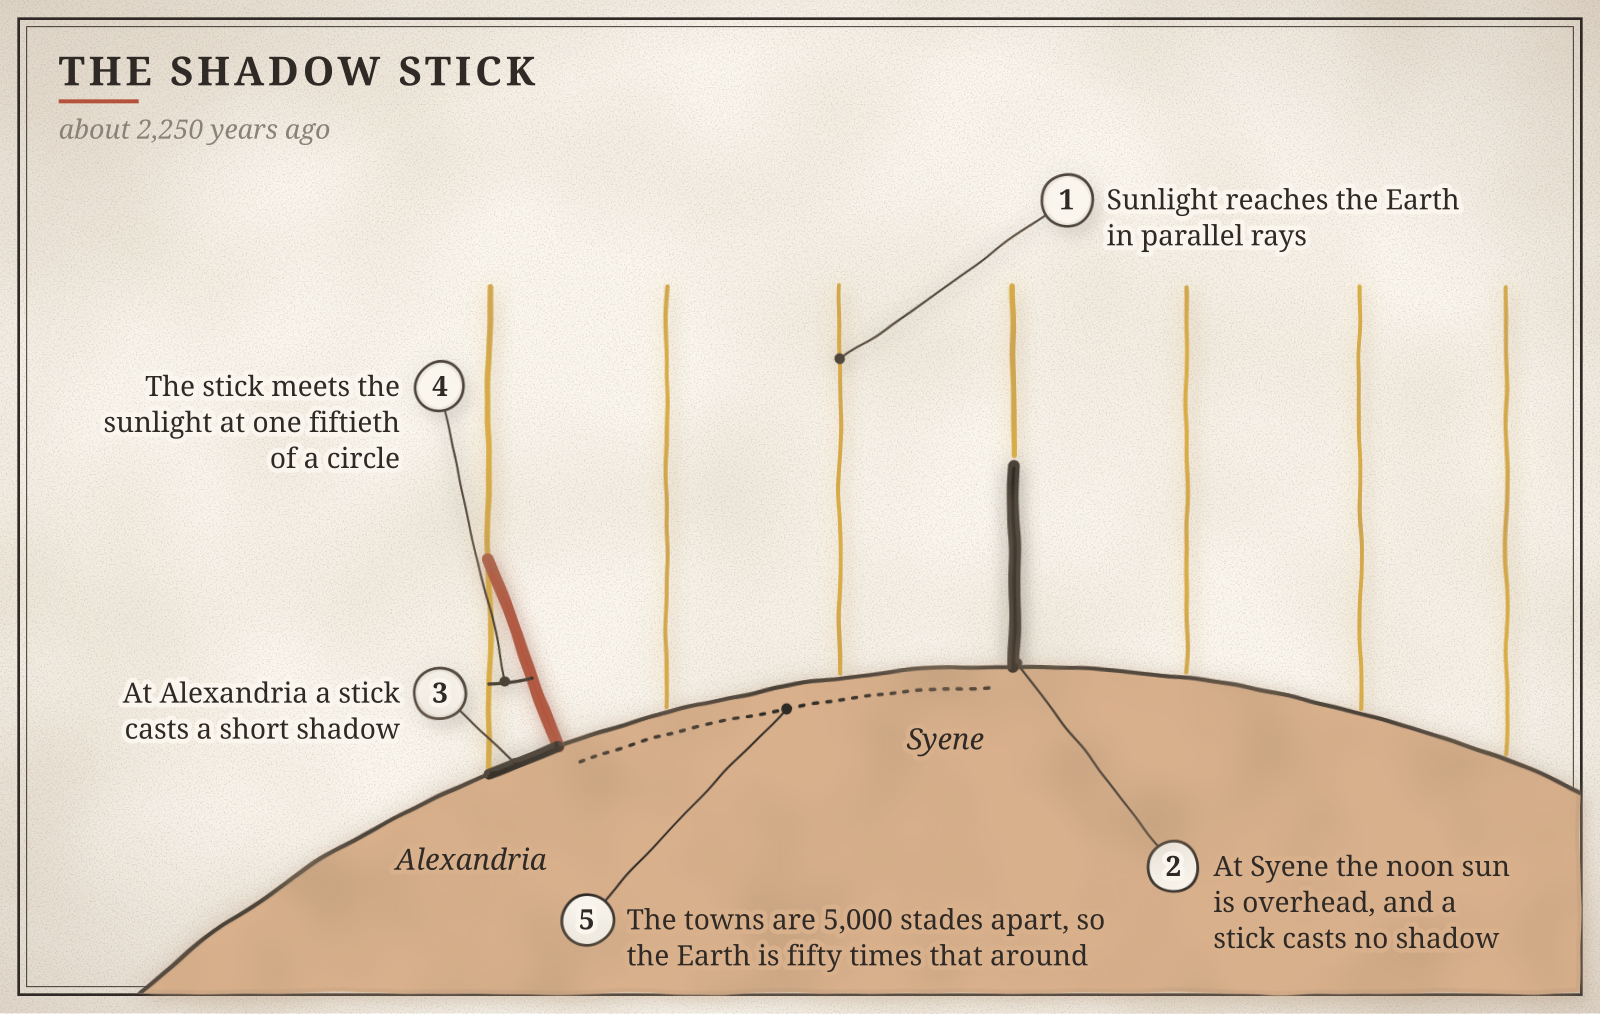 THE SHADOW STICK
about 2,250 years ago
1
Sunlight reaches the Earth
in parallel rays
4
The stick meets the
sunlight at one fiftieth
of a circle
3
At Alexandria a stick
casts a short shadow
Syene
Alexandria
2
At Syene the noon sun
is overhead, and a
stick casts no shadow
5
The towns are 5,000 stades apart, so
the Earth is fifty times that around